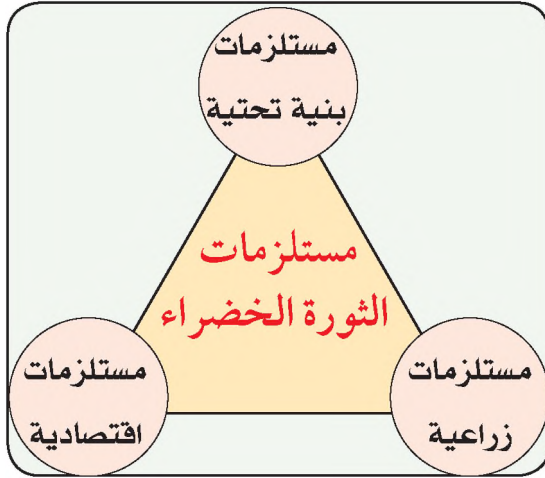 مستلزمات
بنية تحتية
مستلزمات
الثورة الخضراء
مستلزمات
زراعية
مستلزمات
اقتصادية